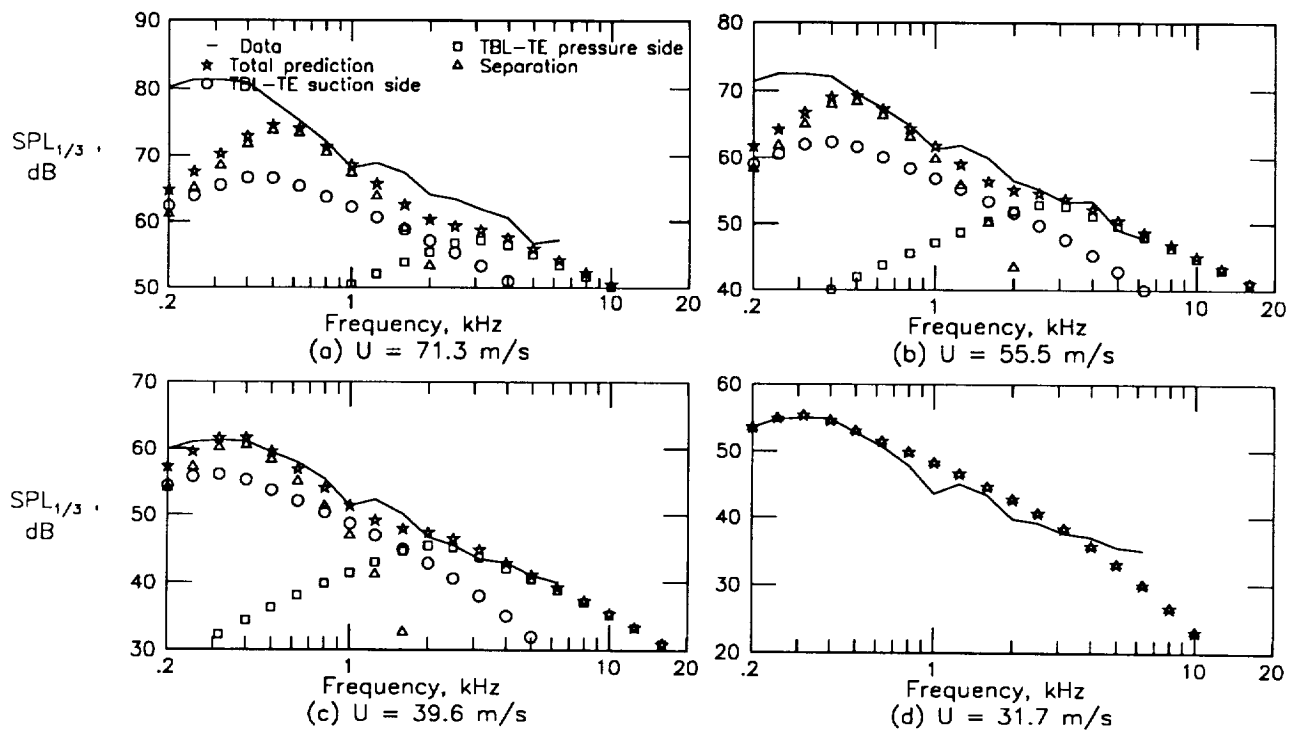 90
80
70
60
50
SPL1/3 ,
dB
— Data
☆ Total prediction
○ TBL–TE suction side
□ TBL–TE pressure side
△ Separation
.2 1 10 20
Frequency, kHz
(a) U = 71.3 m/s
80
70
60
50
40
.2 1 10 20
Frequency, kHz
(b) U = 55.5 m/s
70
60
50
40
30
SPL1/3 ,
dB
.2 1 10 20
Frequency, kHz
(c) U = 39.6 m/s
60
50
40
30
20
.2 1 10 20
Frequency, kHz
(d) U = 31.7 m/s